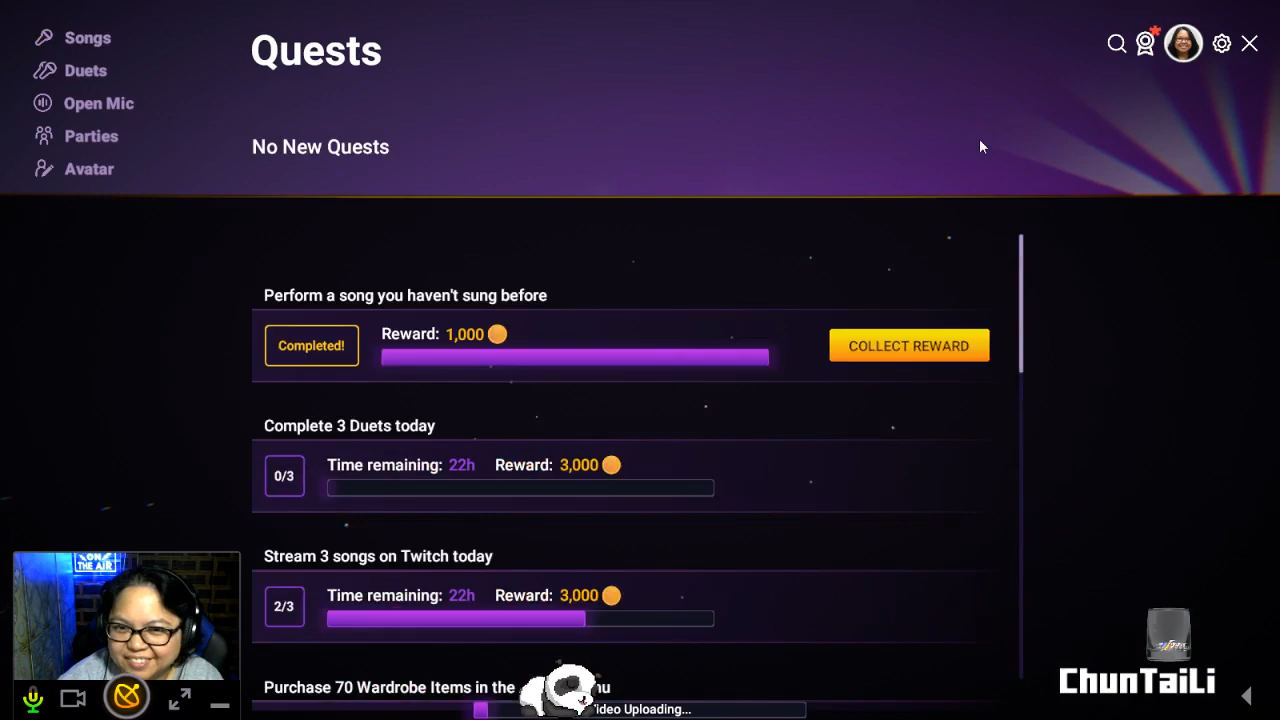 Songs
Duets
Open Mic
Parties
Avatar
Quests
No New Quests
Perform a song you haven't sung before
Completed!
Reward: 1,000
COLLECT REWARD
Complete 3 Duets today
0/3
Time remaining: 22h Reward: 3,000
Stream 3 songs on Twitch today
2/3
Time remaining: 22h Reward: 3,000
Purchase 70 Wardrobe Items in the
ideo Uploading...
ON
THE AIR
ChunTaiLi